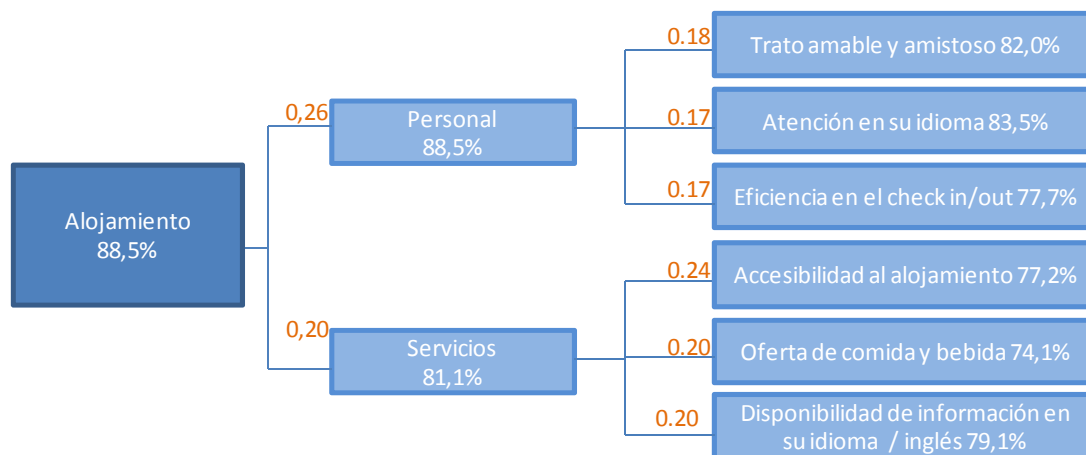 0.18
Trato amable y amistoso 82,0%
0,26
Personal
88,5%
0.17
Atención en su idioma 83,5%
0.17
Eficiencia en el check in/out 77,7%
Alojamiento
88,5%
0.24
Accesibilidad al alojamiento 77,2%
0,20
Servicios
81,1%
0.20
Oferta de comida y bebida 74,1%
0.20
Disponibilidad de información en
su idioma / inglés 79,1%